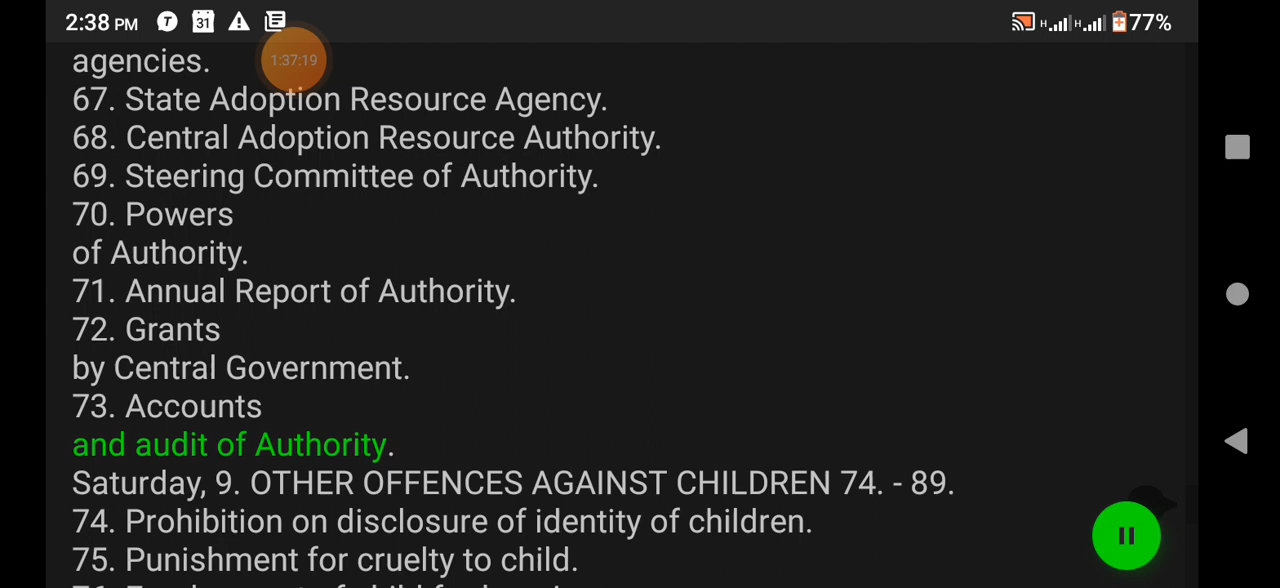 2:38 PM T 31 H H 77%
agencies. 1:37:19
67. State Adoption Resource Agency.
68. Central Adoption Resource Authority.
69. Steering Committee of Authority.
70. Powers
of Authority.
71. Annual Report of Authority.
72. Grants
by Central Government.
73. Accounts
and audit of Authority.
Saturday, 9. OTHER OFFENCES AGAINST CHILDREN 74. - 89.
74. Prohibition on disclosure of identity of children.
75. Punishment for cruelty to child.